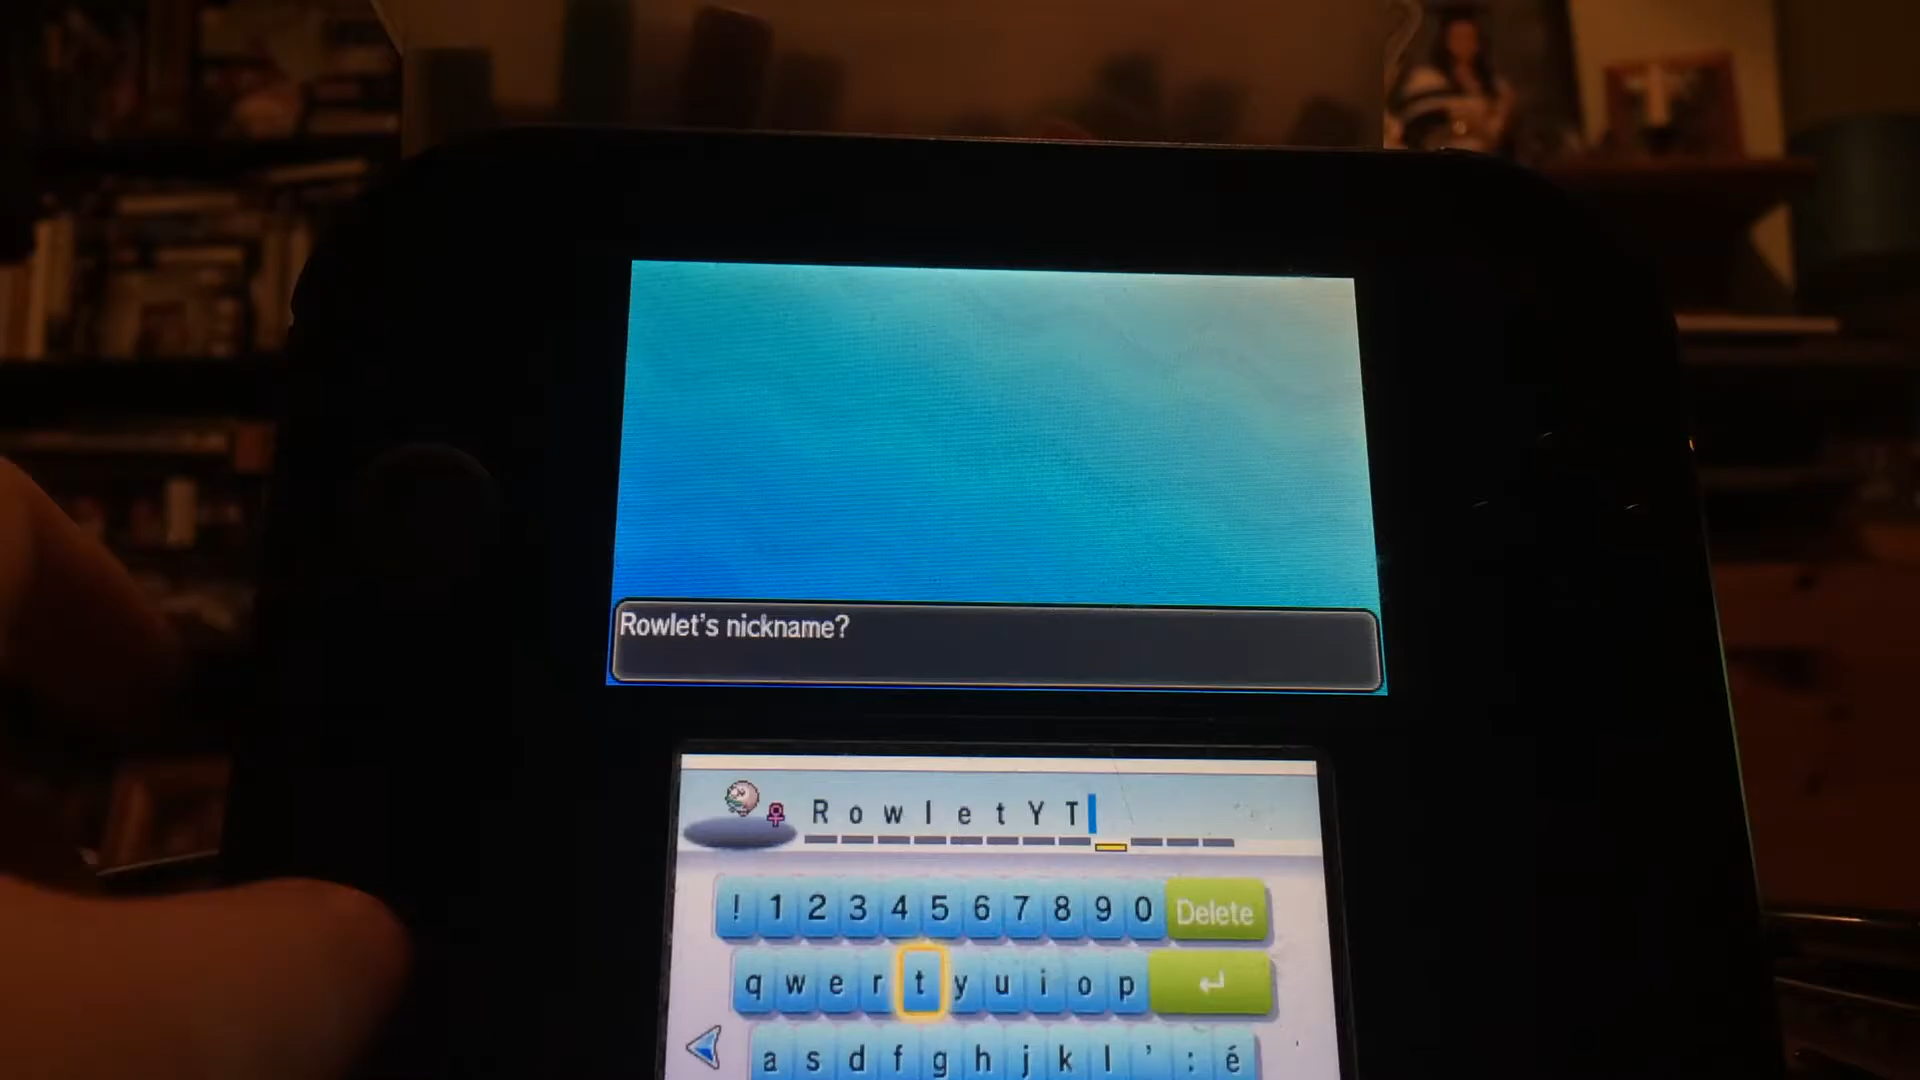 Rowlet's nickname?
RowletYT
! 1 2 3 4 5 6 7 8 9 0 Delete
q w e r t y u i o p
a s d f g h j k l ' : é